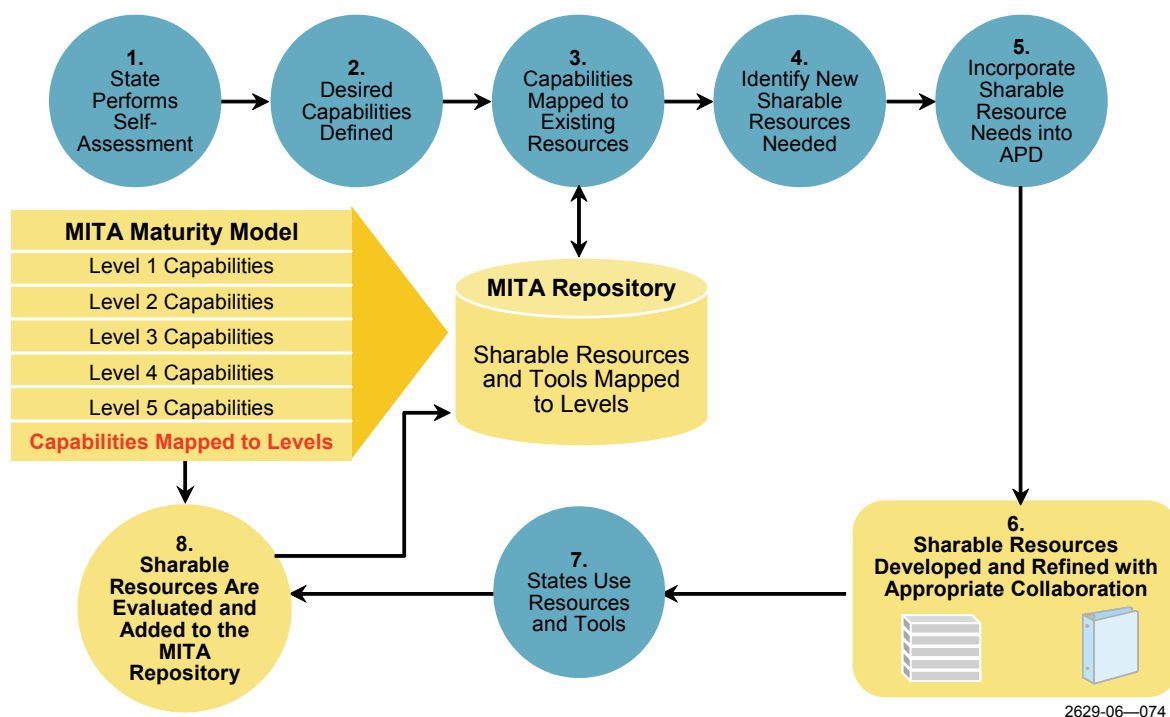 1.
State
Performs
Self-
Assessment
2.
Desired
Capabilities
Defined
3.
Capabilities
Mapped to
Existing
Resources
4.
Identify New
Sharable
Resources
Needed
5.
Incorporate
Sharable
Resource
Needs into
APD
MITA Maturity Model
Level 1 Capabilities
Level 2 Capabilities
Level 3 Capabilities
Level 4 Capabilities
Level 5 Capabilities
Capabilities Mapped to Levels
MITA Repository
Sharable Resources
and Tools Mapped
to Levels
6.
Sharable Resources
Developed and Refined with
Appropriate Collaboration
7.
States Use
Resources
and Tools
8.
Sharable
Resources Are
Evaluated and
Added to the
MITA
Repository
2629-06—074